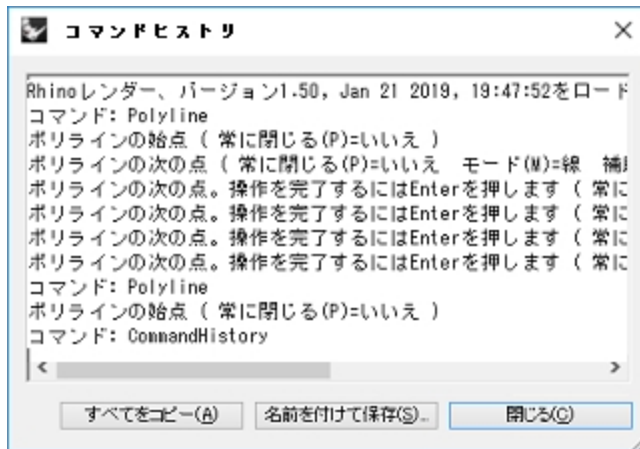 コマンドヒストリ
Rhinoレンダー、バージョン1.50, Jan 21 2019, 19:47:52をロード
コマンド: Polyline
ポリラインの始点 ( 常に閉じる(P)=いいえ )
ポリラインの次の点 ( 常に閉じる(P)=いいえ モード(M)=線 補
ポリラインの次の点。操作を完了するにはEnterを押します ( 常に
ポリラインの次の点。操作を完了するにはEnterを押します ( 常に
ポリラインの次の点。操作を完了するにはEnterを押します ( 常に
ポリラインの次の点。操作を完了するにはEnterを押します ( 常に
コマンド: Polyline
ポリラインの始点 ( 常に閉じる(P)=いいえ )
コマンド: CommandHistory
すべてをコピー(A) 名前を付けて保存(S)... 閉じる(C)